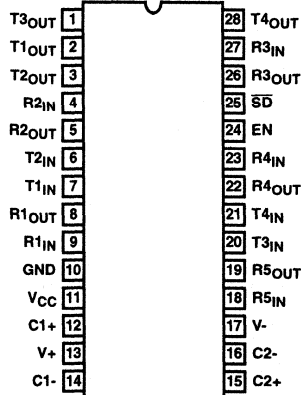 T3OUT 1 28 T4OUT
T1OUT 2 27 R3IN
T2OUT 3 26 R3OUT
R2IN 4 25 S̅D̅
R2OUT 5 24 EN
T2IN 6 23 R4IN
T1IN 7 22 R4OUT
R1OUT 8 21 T4IN
R1IN 9 20 T3IN
GND 10 19 R5OUT
VCC 11 18 R5IN
C1+ 12 17 V-
V+ 13 16 C2-
C1- 14 15 C2+